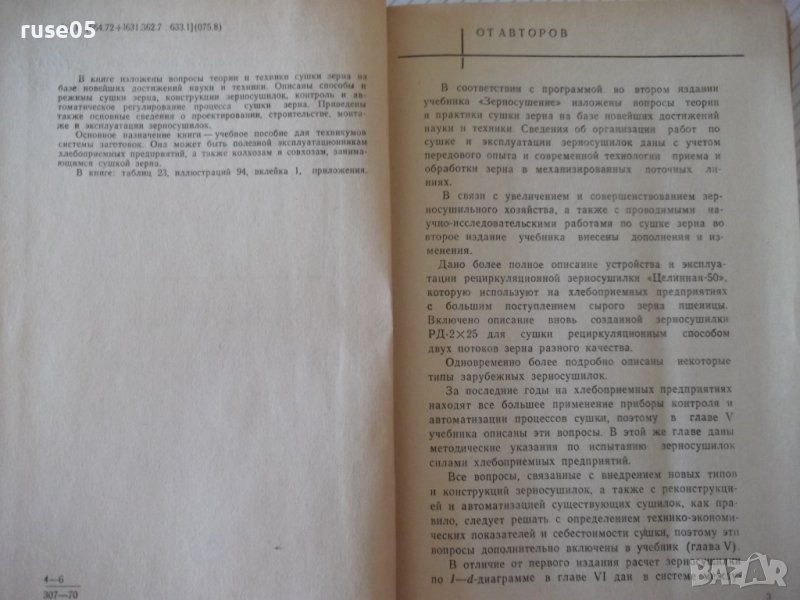 ruse05
64.72+1631.362.7 633.1](075.8)
В книге изложены вопросы теории и техники сушки зерна на
базе новейших достижений науки и техники. Описаны способы и
режимы сушки зерна, конструкции зерносушилок, контроль и ав-
томатическое регулирование процесса сушки зерна. Приведены
также основные сведения о проектировании, строительстве, монта-
же и эксплуатации зерносушилок.
Основное назначение книги — учебное пособие для техникумов
системы заготовок. Она может быть полезной эксплуатационникам
хлебоприемных предприятий, а также колхозам и совхозам, занима-
ющимся сушкой зерна.
В книге: таблиц 23, иллюстраций 94, вклейка 1, приложения.
4—6
307—70
ОТ АВТОРОВ
В соответствии с программой во втором издании
учебника «Зерносушение» изложены вопросы теории
и практики сушки зерна на базе новейших достижений
науки и техники. Сведения об организации работ по
сушке и эксплуатации зерносушилок даны с учетом
передового опыта и современной технологии приема и
обработки зерна в механизированных поточных ли-
ниях.
В связи с увеличением и совершенствованием зер-
носушильного хозяйства, а также с проводимыми на-
учно-исследовательскими работами по сушке зерна во
второе издание учебника внесены дополнения и из-
менения.
Дано более полное описание устройства и эксплуа-
тации рециркуляционной зерносушилки «Целинная-50»,
которую используют на хлебоприемных предприятиях
с большим поступлением сырого зерна пшеницы.
Включено описание вновь созданной зерносушилки
РД-2×25 для сушки рециркуляционным способом
двух потоков зерна разного качества.
Одновременно более подробно описаны некоторые
типы зарубежных зерносушилок.
За последние годы на хлебоприемных предприятиях
находят все большее применение приборы контроля и
автоматизации процессов сушки, поэтому в главе V
учебника описаны эти вопросы. В этой же главе даны
методические указания по испытанию зерносушилок
силами хлебоприемных предприятий.
Все вопросы, связанные с внедрением новых типов
и конструкций зерносушилок, а также с реконструкци-
ей и автоматизацией существующих сушилок, как пра-
вило, следует решать с определением технико-экономи-
ческих показателей и себестоимости сушки, поэтому эти
вопросы дополнительно включены в учебник (глава V).
В отличие от первого издания расчет зерносушилки
по I—d-диаграмме в главе VI дан в системе
3
BAZAR